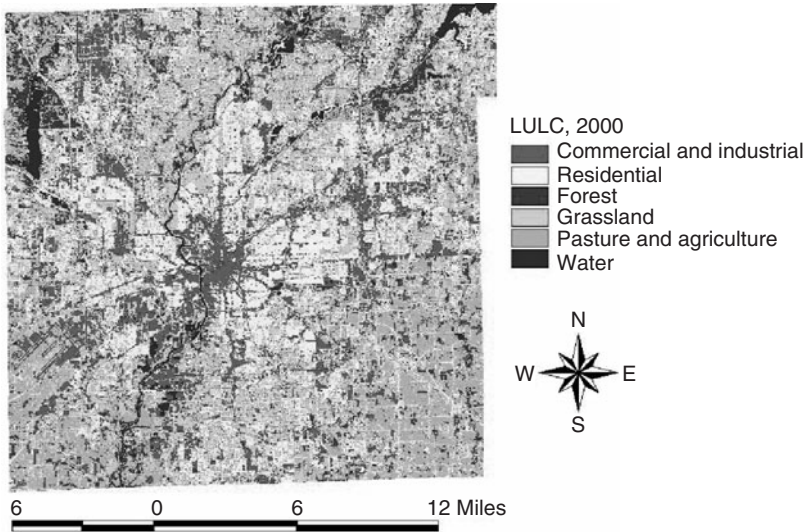 LULC, 2000
Commercial and industrial
Residential
Forest
Grassland
Pasture and agriculture
Water
N
W E
S
6 0 6 12 Miles